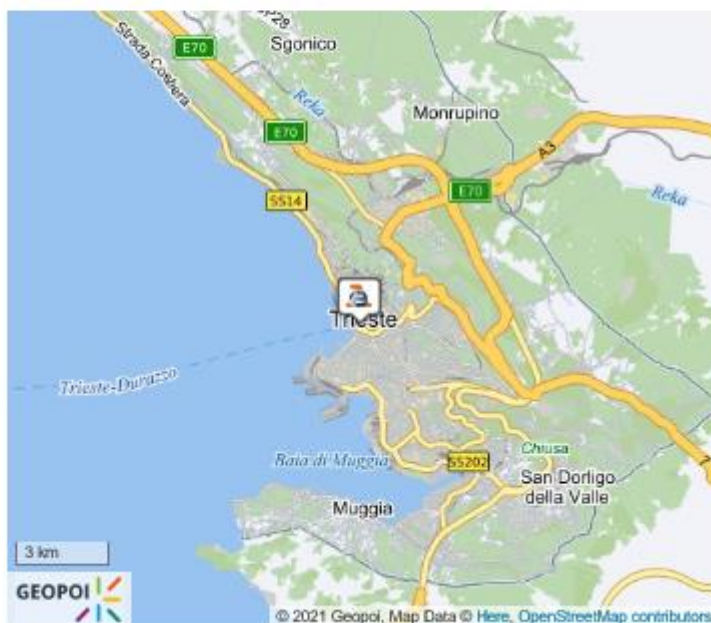 P28
Sgonico
E70
Strada Costiera
Reka
Monrupino
E70
A3
E70
Reka
SS14
Trieste
Trieste-Durazzo
Chiusa
Baia di Muggia
SS202
San Dorligo
della Valle
Muggia
3 km
GEOPOI
© 2021 Geopoi, Map Data © Here, OpenStreetMap contributors